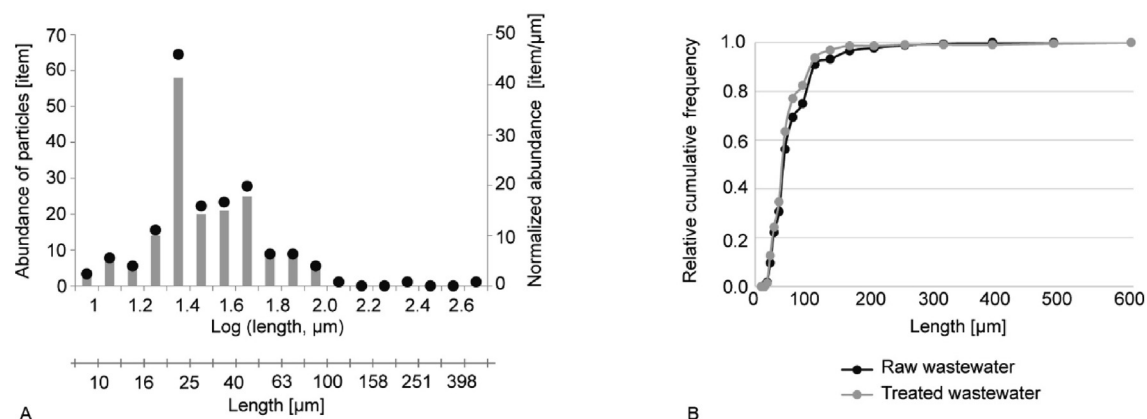 Abundance of particles [item]
70
60
50
40
30
20
10
0
50
40
30
20
10
0
Normalized abundance [item/µm]
1 1.2 1.4 1.6 1.8 2.0 2.2 2.4 2.6
Log (length, µm)
10 16 25 40 63 100 158 251 398
Length [µm]
A
Relative cumulative frequency
1.0
0.8
0.6
0.4
0.2
0.0
0 100 200 300 400 500 600
Length [µm]
Raw wastewater
Treated wastewater
B